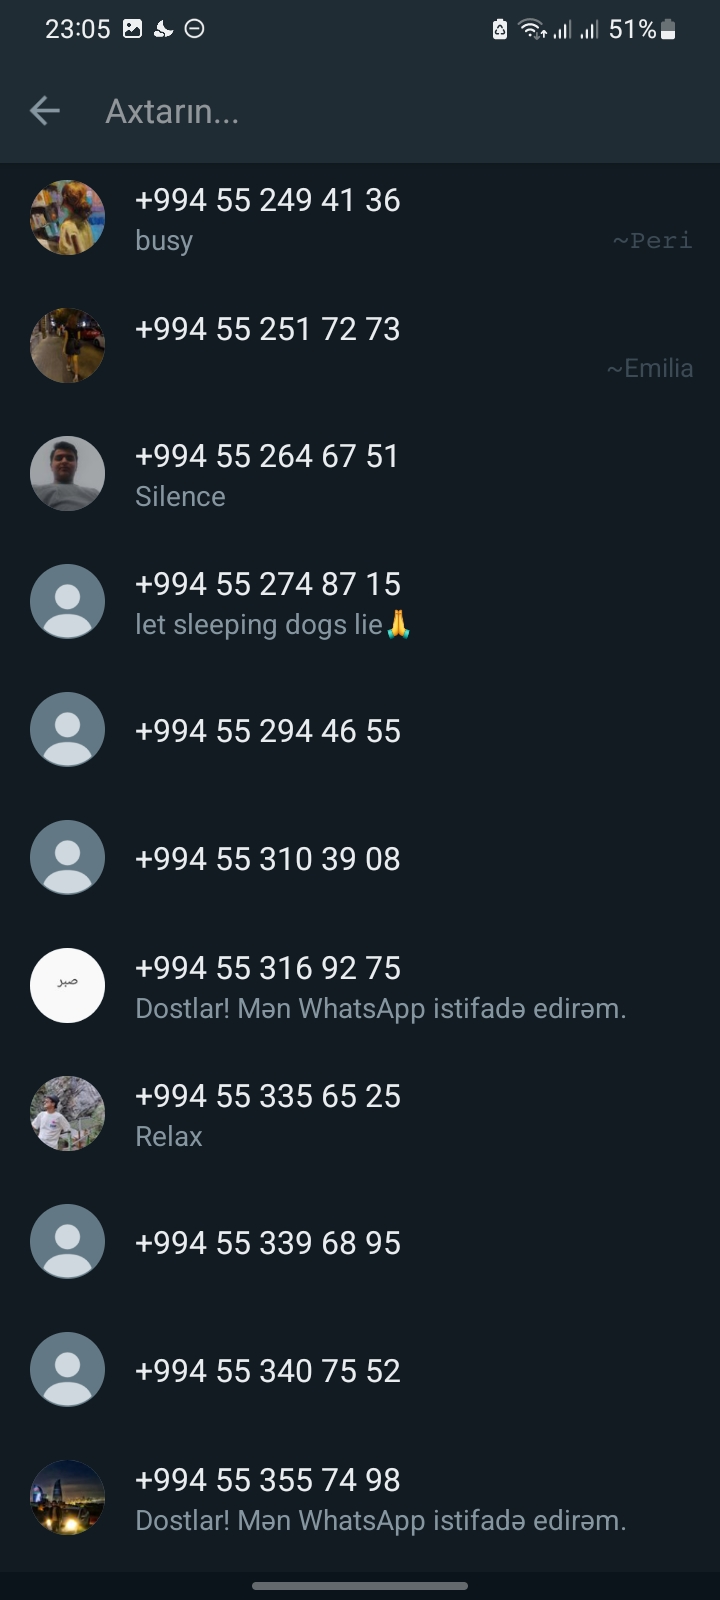 23:05
51%
Axtarın...
+994 55 249 41 36
busy
~Peri
+994 55 251 72 73
~Emilia
+994 55 264 67 51
Silence
+994 55 274 87 15
let sleeping dogs lie🙏
+994 55 294 46 55
+994 55 310 39 08
صبر
+994 55 316 92 75
Dostlar! Mən WhatsApp istifadə edirəm.
+994 55 335 65 25
Relax
+994 55 339 68 95
+994 55 340 75 52
+994 55 355 74 98
Dostlar! Mən WhatsApp istifadə edirəm.